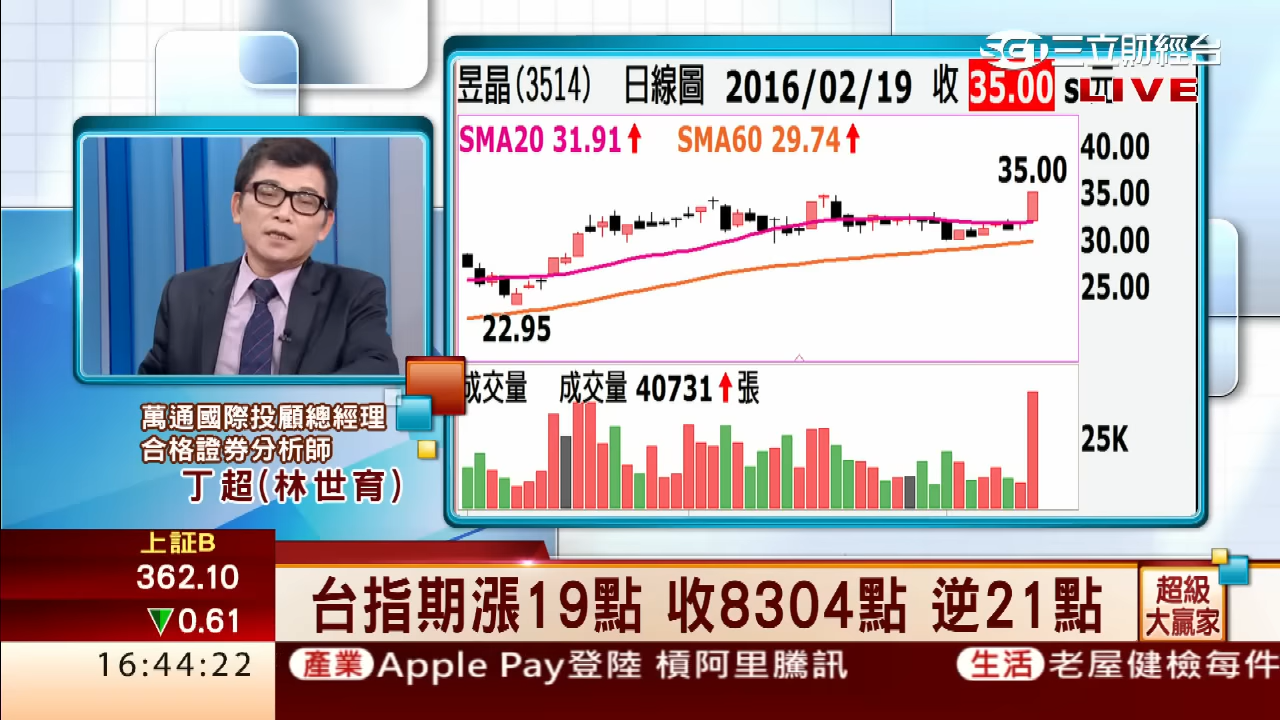 SET 三立財經台
LIVE
昱晶(3514) 日線圖 2016/02/19 收 35.00 s元
SMA20 31.91↑ SMA60 29.74↑
40.00
35.00
35.00
30.00
25.00
22.95
成交量 成交量 40731↑張
25K
萬通國際投顧總經理
合格證券分析師
丁超(林世育)
上証B
362.10
▼0.61
16:44:22
台指期漲19點 收8304點 逆21點
超級
大贏家
產業 Apple Pay登陸 槓阿里騰訊
生活 老屋健檢每件